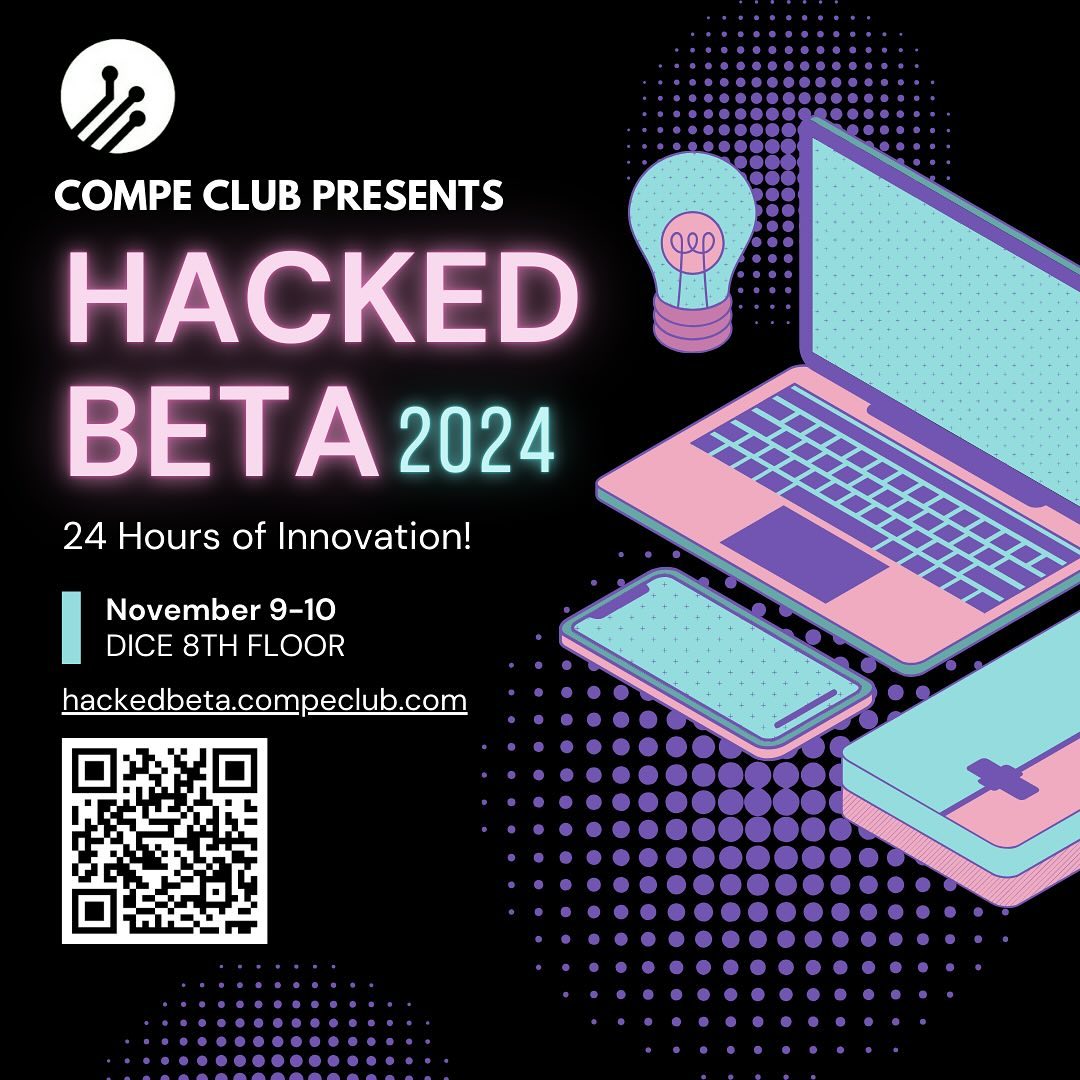 COMPE CLUB PRESENTS
HACKED
BETA 2024
24 Hours of Innovation!
November 9-10
DICE 8TH FLOOR
hackedbeta.compeclub.com